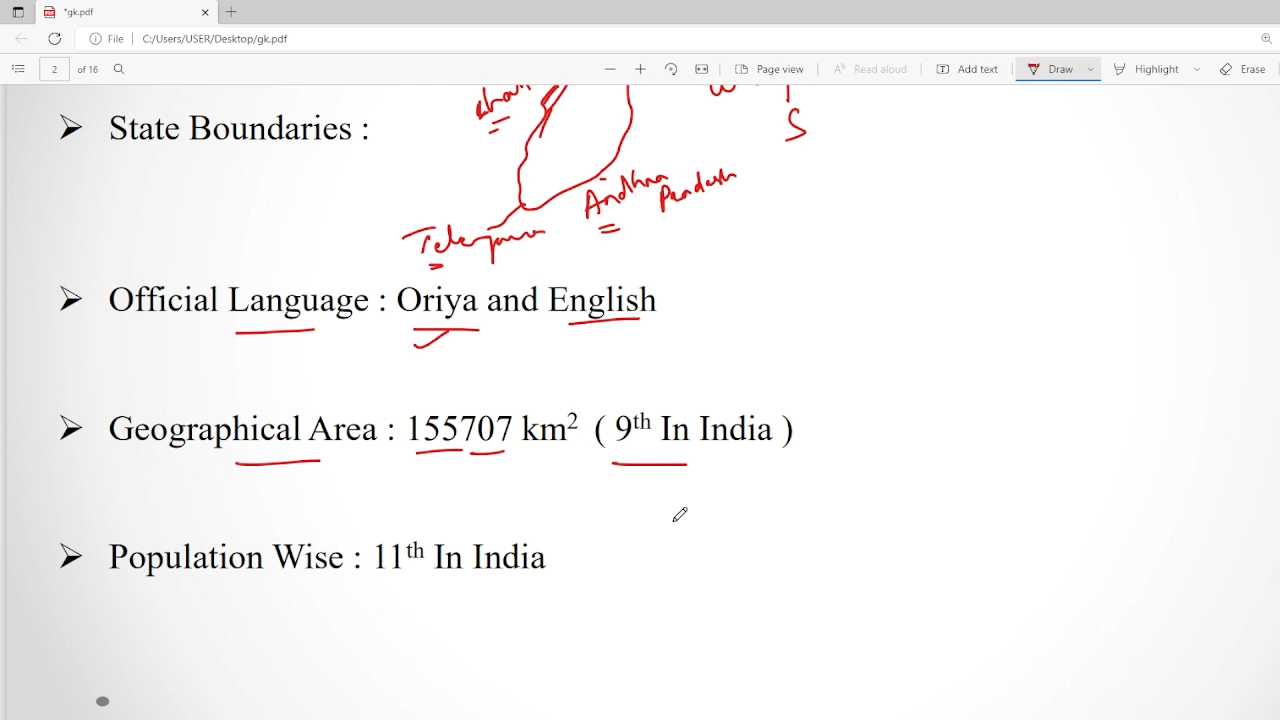 *gk.pdf
File C:/Users/USER/Desktop/gk.pdf
2 of 16 Page view Read aloud Add text Draw Highlight Erase
State Boundaries :
S
Andhra
Pradesh
Official Language : Oriya and English
Geographical Area : 155707 km² ( 9th In India )
Population Wise : 11th In India